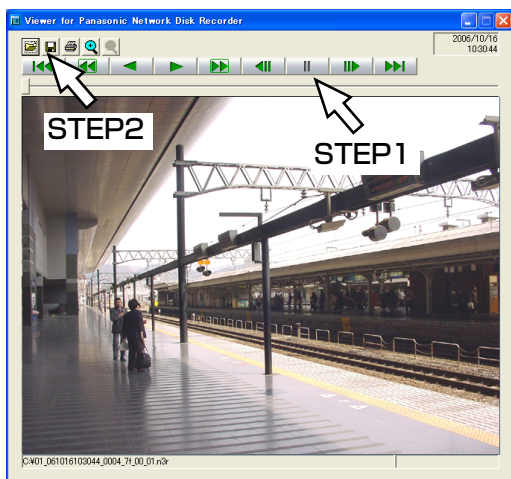 Viewer for Panasonic Network Disk Recorder
2006/10/16
10:30:44
STEP2
STEP1
C:¥01_061016103044_0004_7f_00_01.n3r